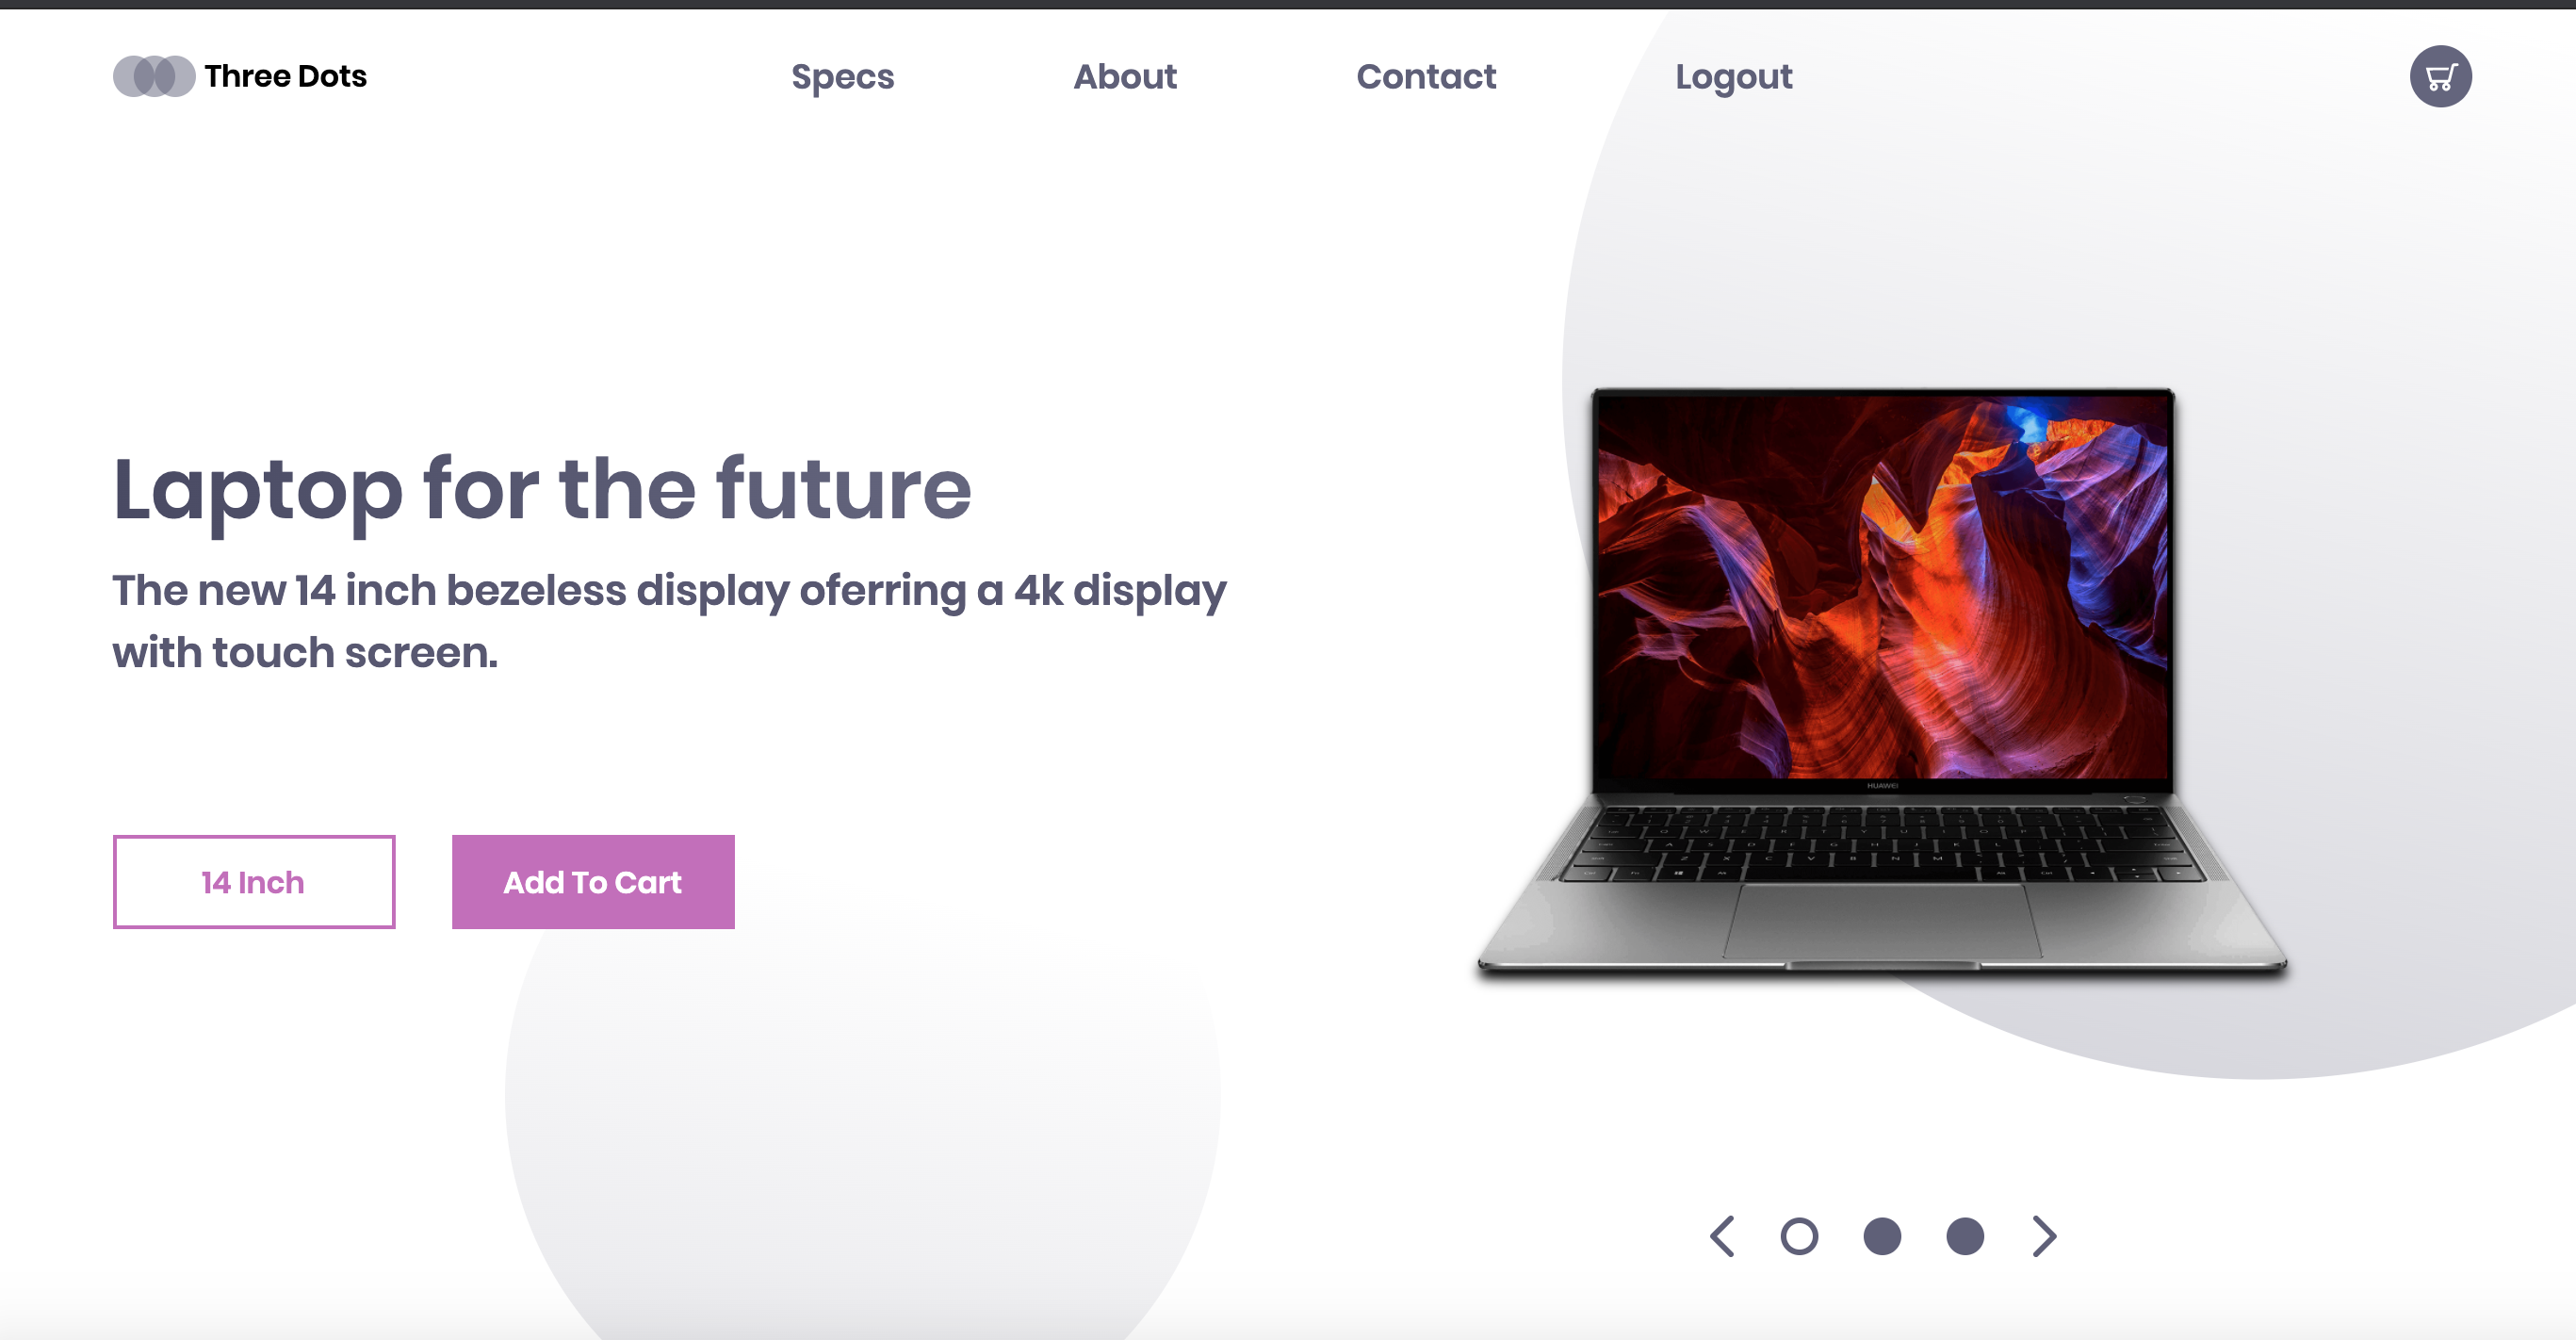 Three Dots
Specs
About
Contact
Logout
Laptop for the future
The new 14 inch bezeless display oferring a 4k display
with touch screen.
14 Inch
Add To Cart
HUAWEI